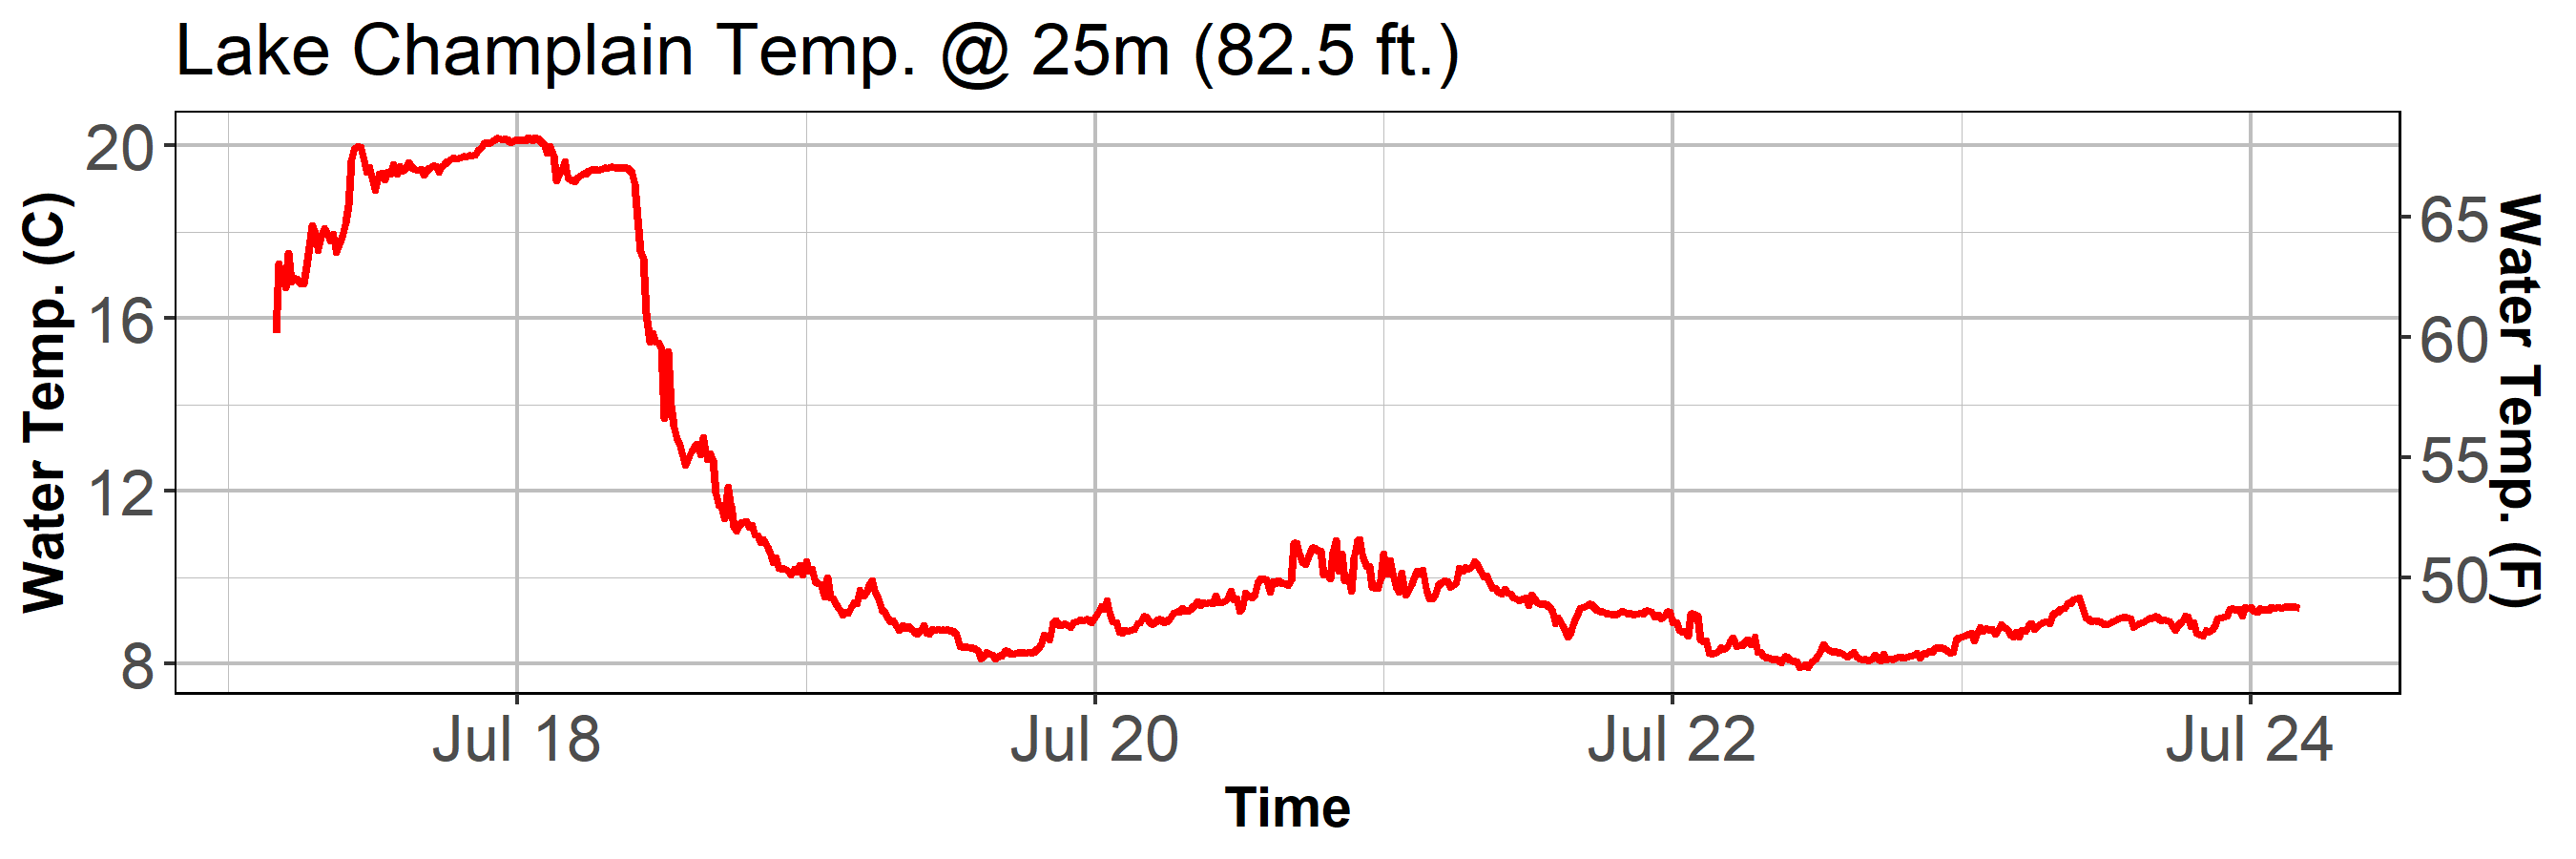 Lake Champlain Temp. @ 25m (82.5 ft.)
Water Temp. (C)
20
16
12
8
65
60
55
50
Water Temp. (F)
Jul 18 Jul 20 Jul 22 Jul 24
Time